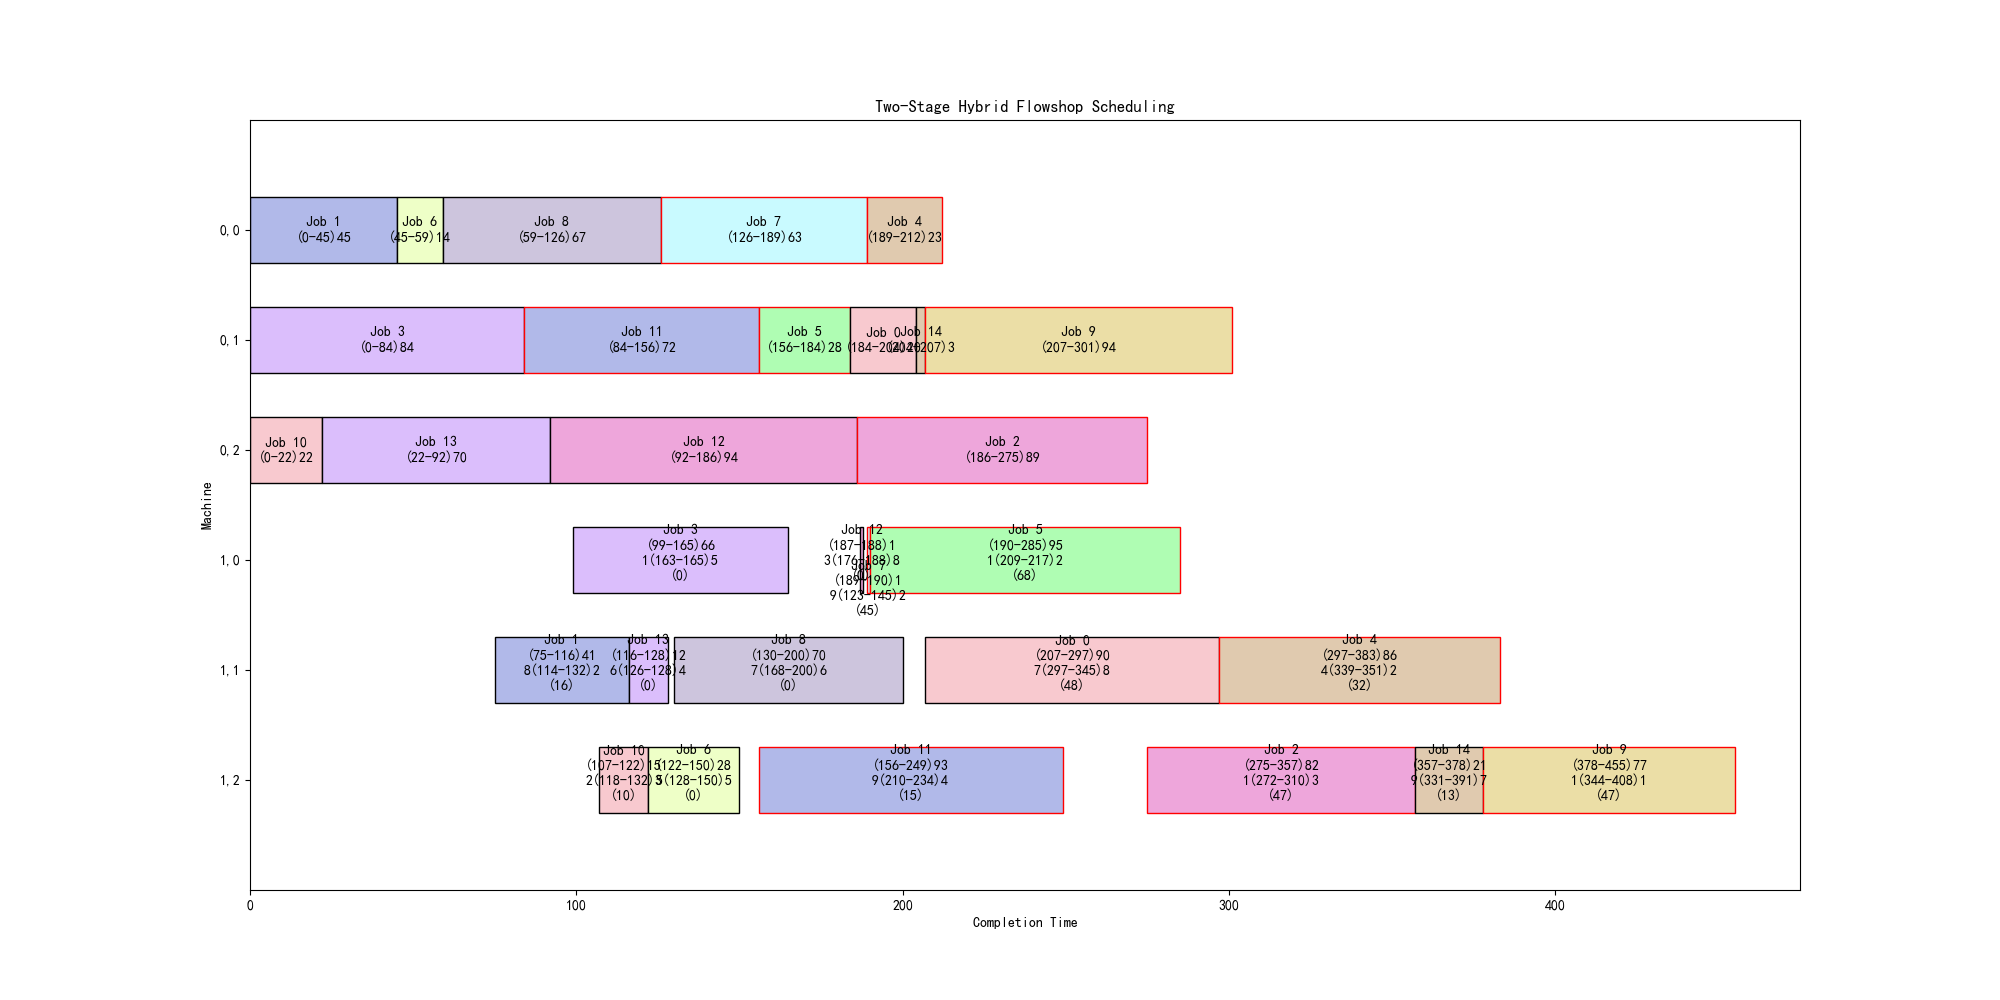 Two-Stage Hybrid Flowshop Scheduling
Machine
0,0
Job 1
(0-45)45
Job 6
(45-59)14
Job 8
(59-126)67
Job 7
(126-189)63
Job 4
(189-212)23
0,1
Job 3
(0-84)84
Job 11
(84-156)72
Job 5
(156-184)28
Job 0
(184-204)20
Job 14
(204-207)3
Job 9
(207-301)94
0,2
Job 10
(0-22)22
Job 13
(22-92)70
Job 12
(92-186)94
Job 2
(186-275)89
1,0
Job 3
(99-165)66
1(163-165)5
(0)
Job 12
(187-188)1
3(176-188)8
(0)
Job 7
(189-190)1
9(123-145)2
(45)
Job 5
(190-285)95
1(209-217)2
(68)
1,1
Job 1
(75-116)41
8(114-132)2
(16)
Job 13
(116-128)12
6(126-128)4
(0)
Job 8
(130-200)70
7(168-200)6
(0)
Job 0
(207-297)90
7(297-345)8
(48)
Job 4
(297-383)86
4(339-351)2
(32)
1,2
Job 10
(107-122)15
(10)
Job 6
(122-150)28
(0)
Job 11
(156-249)93
9(210-234)4
(15)
Job 2
(275-357)82
1(272-310)3
(47)
Job 14
(357-378)21
9(331-391)7
(13)
Job 9
(378-455)77
1(344-408)1
(47)
0
100
200
300
400
Completion Time